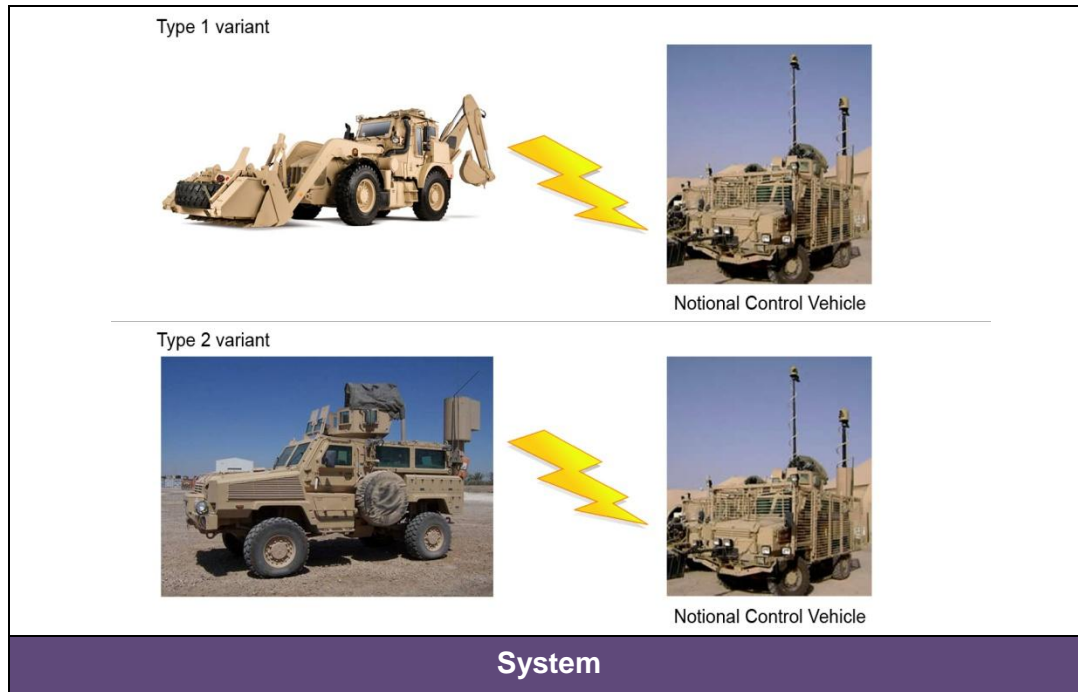 Type 1 variant
Notional Control Vehicle
Type 2 variant
Notional Control Vehicle
System